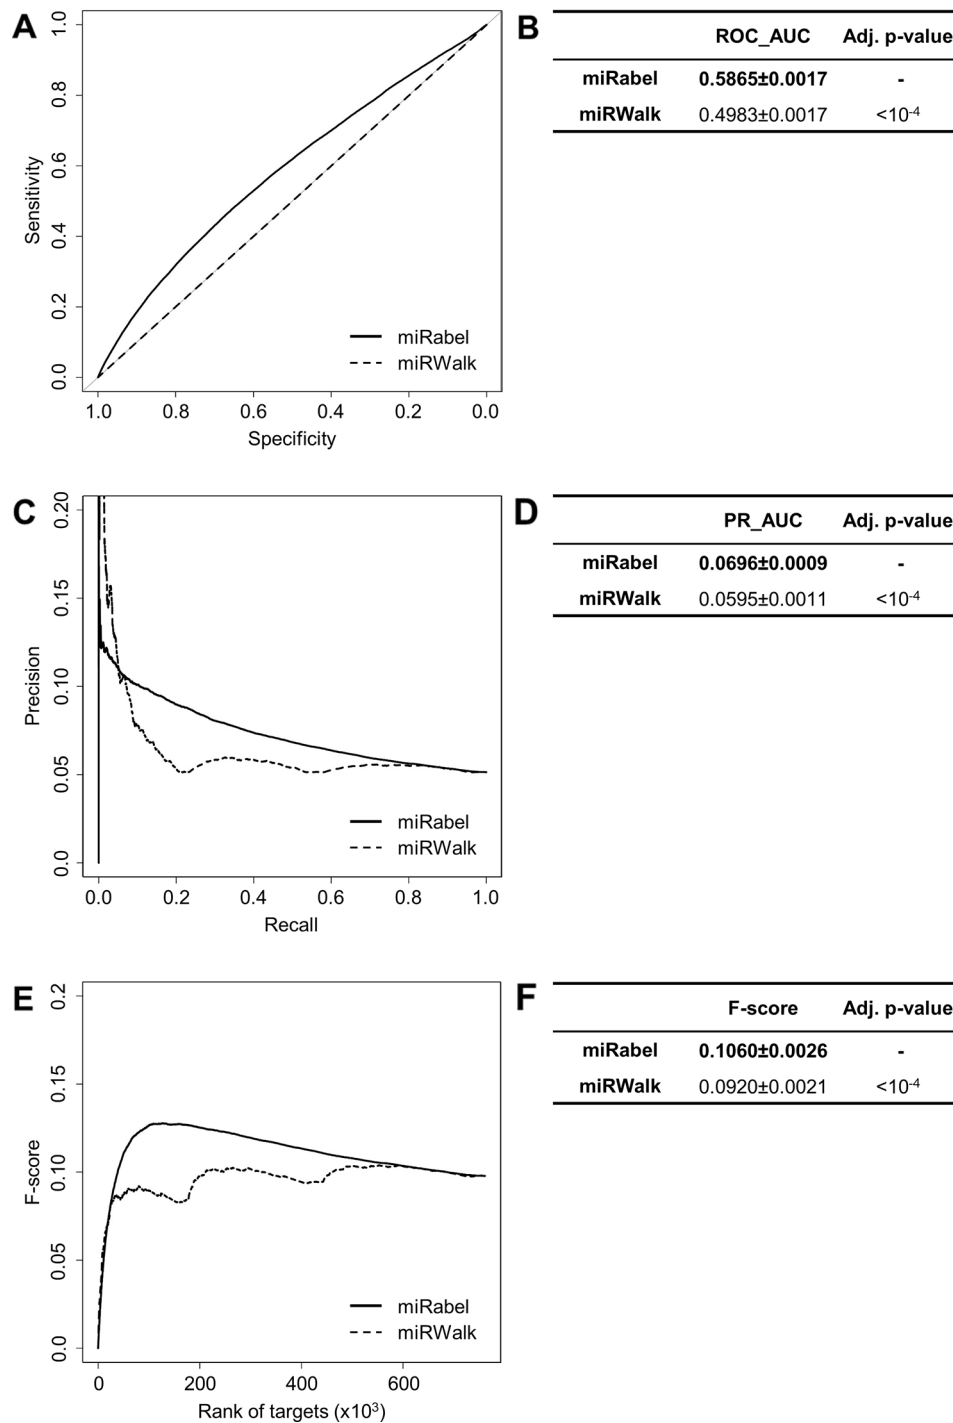 A
1.0
0.8
0.6
0.4
0.2
0.0
Sensitivity
miRabel
miRWalk
1.0 0.8 0.6 0.4 0.2 0.0
Specificity
B
ROC_AUC Adj. p-value
miRabel 0.5865±0.0017 -
miRWalk 0.4983±0.0017 <10⁻⁴
C
0.20
0.15
0.10
0.05
0.0
Precision
miRabel
miRWalk
0.0 0.2 0.4 0.6 0.8 1.0
Recall
D
PR_AUC Adj. p-value
miRabel 0.0696±0.0009 -
miRWalk 0.0595±0.0011 <10⁻⁴
E
0.2
0.15
0.10
0.05
0.0
F-score
miRabel
miRWalk
0 200 400 600
Rank of targets (x10³)
F
F-score Adj. p-value
miRabel 0.1060±0.0026 -
miRWalk 0.0920±0.0021 <10⁻⁴